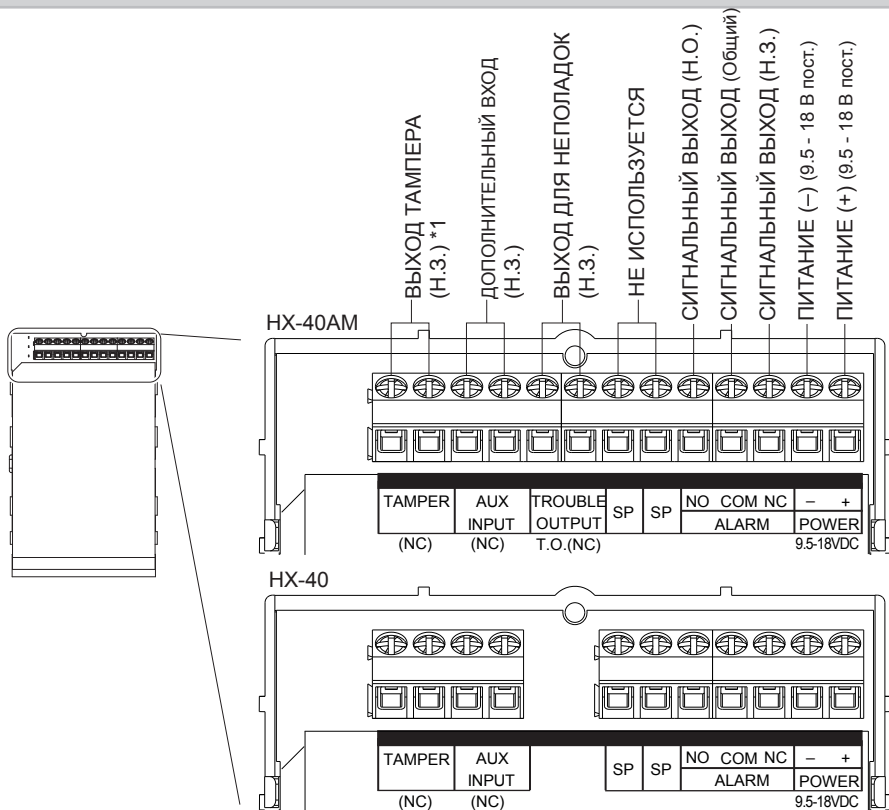 ВЫХОД ТАМПЕРА
(Н.З.) *1
ДОПОЛНИТЕЛЬНЫЙ ВХОД
(Н.З.)
ВЫХОД ДЛЯ НЕПОЛАДОК
(Н.З.)
НЕ ИСПОЛЬЗУЕТСЯ
СИГНАЛЬНЫЙ ВЫХОД (Н.О.)
СИГНАЛЬНЫЙ ВЫХОД (Общий)
СИГНАЛЬНЫЙ ВЫХОД (Н.З.)
ПИТАНИЕ (–) (9.5 - 18 В пост.)
ПИТАНИЕ (+) (9.5 - 18 В пост.)
HX-40AM
TAMPER
(NC)
AUX
INPUT
(NC)
TROUBLE
OUTPUT
T.O.(NC)
SP
SP
NO COM NC
ALARM
– +
POWER
9.5-18VDC
HX-40
TAMPER
(NC)
AUX
INPUT
(NC)
SP
SP
NO COM NC
ALARM
– +
POWER
9.5-18VDC